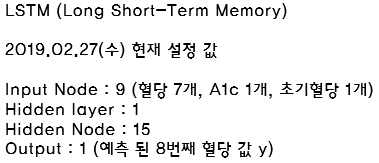 LSTM (Long Short-Term Memory)
2019.02.27(수) 현재 설정 값
Input Node : 9 (혈당 7개, A1c 1개, 초기혈당 1개)
Hidden layer : 1
Hidden Node : 15
Output : 1 (예측 된 8번째 혈당 값 y)